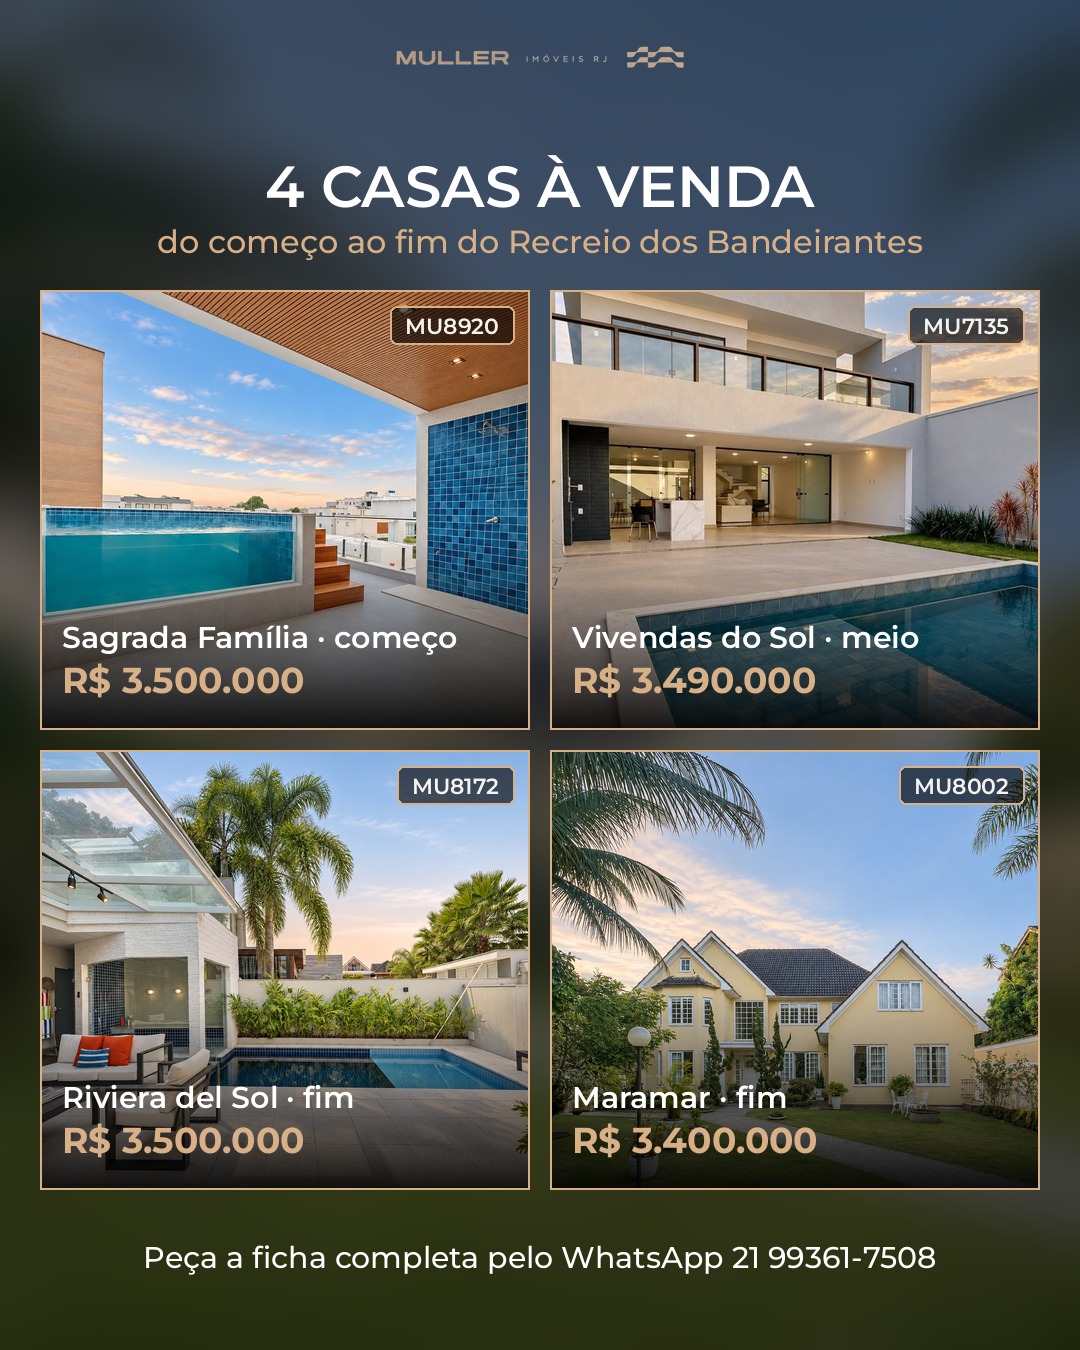 MULLER IMÓVEIS RJ
4 CASAS À VENDA
do começo ao fim do Recreio dos Bandeirantes
MU8920
Sagrada Família · começo
R$ 3.500.000
MU7135
Vivendas do Sol · meio
R$ 3.490.000
MU8172
Riviera del Sol · fim
R$ 3.500.000
MU8002
Maramar · fim
R$ 3.400.000
Peça a ficha completa pelo WhatsApp 21 99361-7508